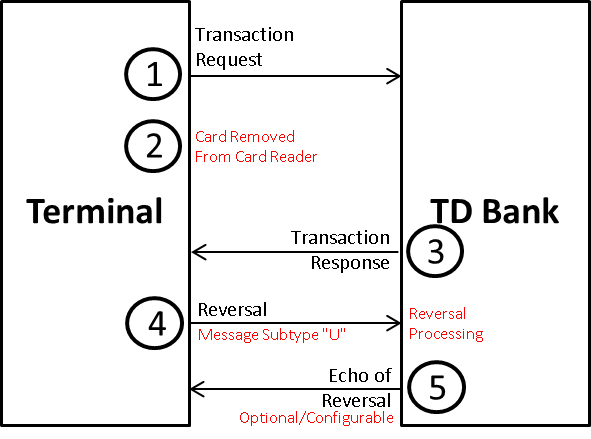 Transaction
Request
1
2
Card Removed
From Card Reader
Terminal
TD Bank
Transaction
Response
3
4
Reversal
Message Subtype "U"
Reversal
Processing
Echo of
Reversal
5
Optional/Configurable